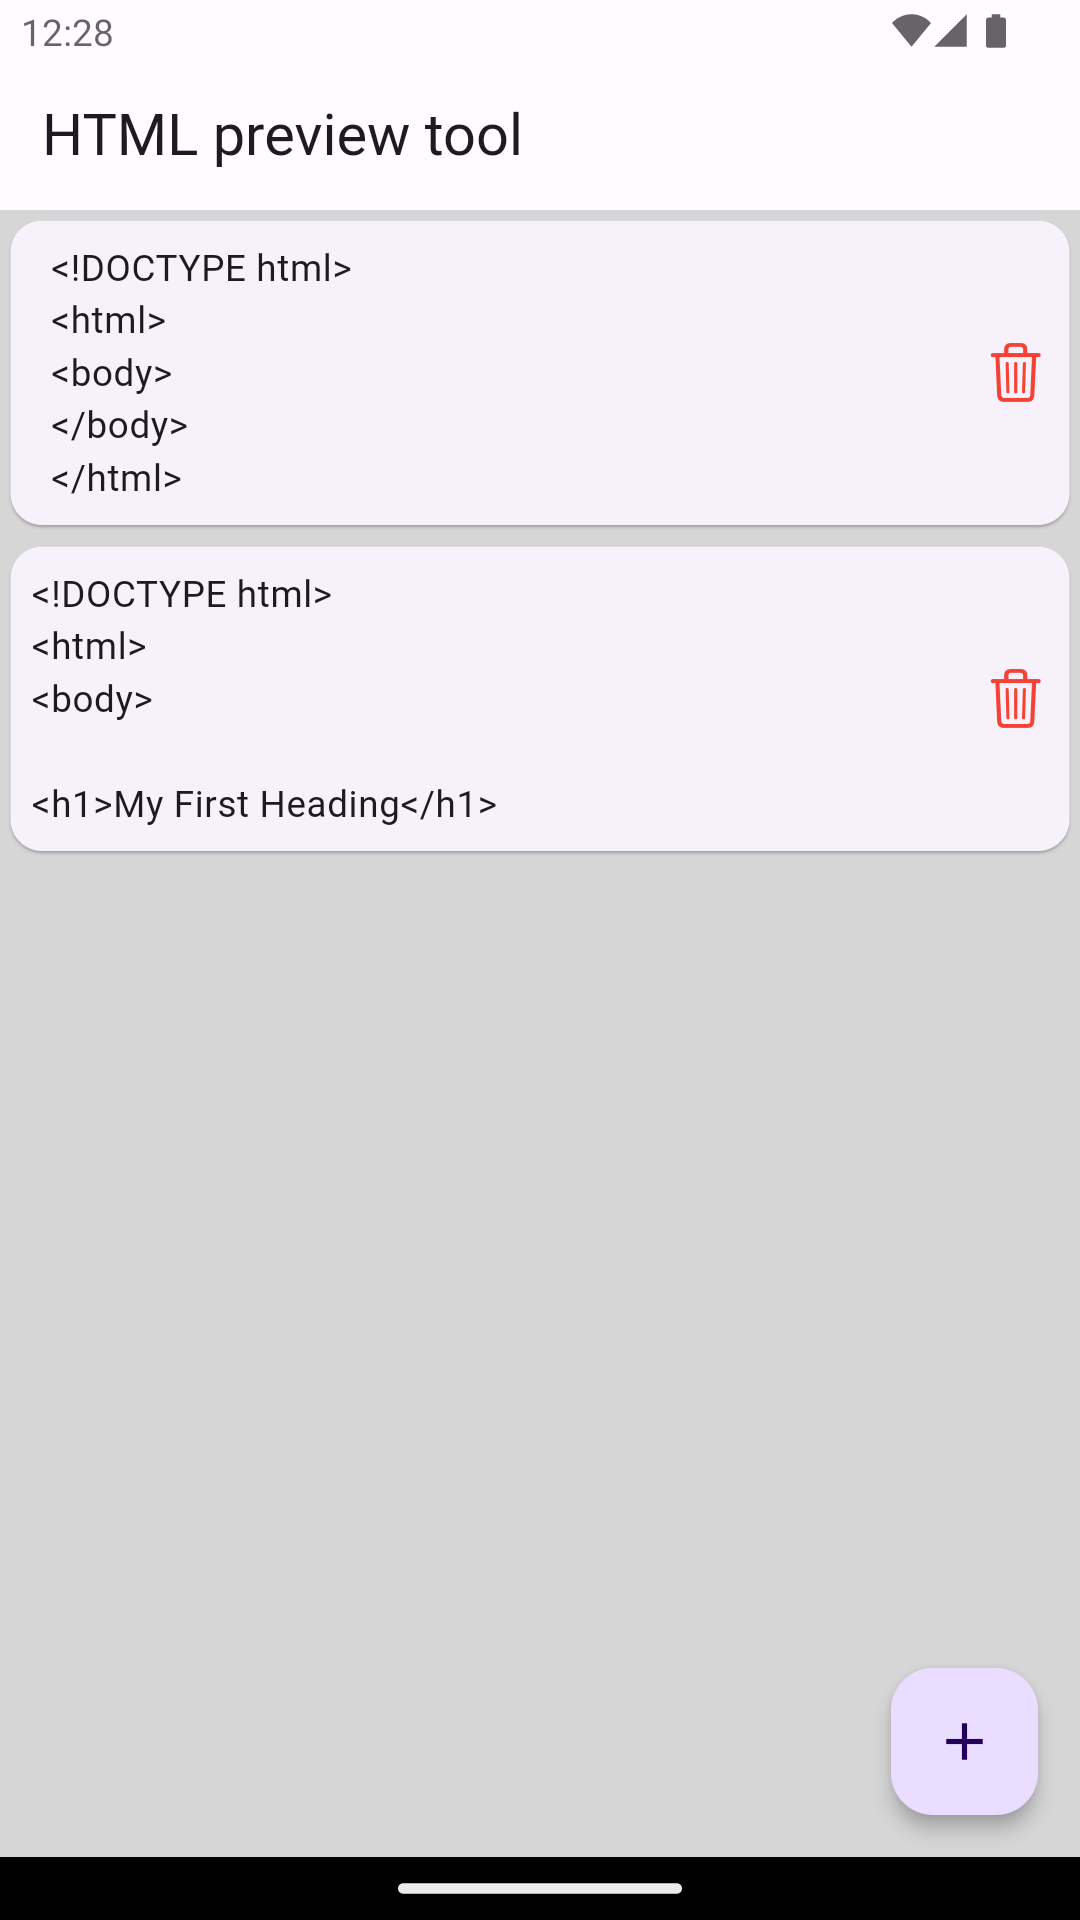 12:28
HTML preview tool
<!DOCTYPE html>
<html>
<body>
</body>
</html>
<!DOCTYPE html>
<html>
<body>
<h1>My First Heading</h1>